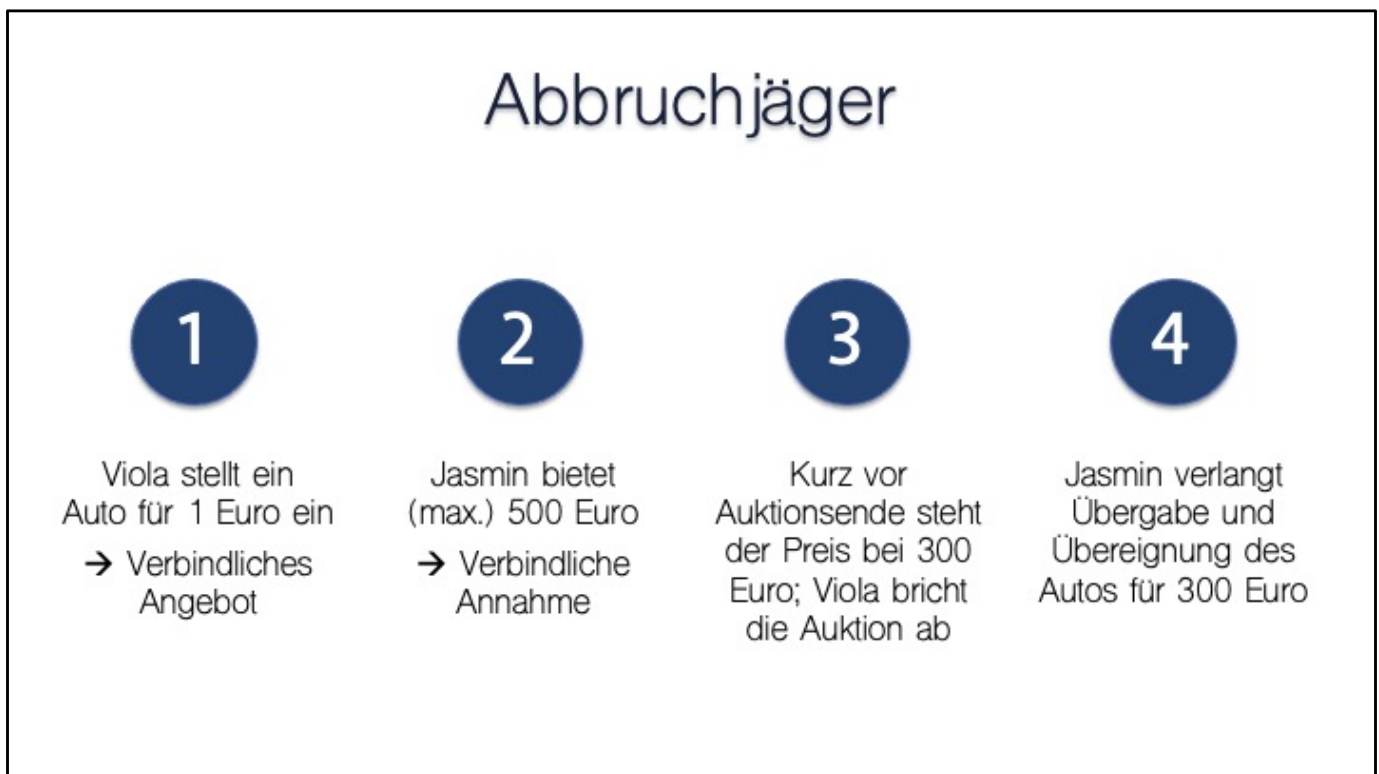 Abbruchjäger
1
Viola stellt ein
Auto für 1 Euro ein
→ Verbindliches
Angebot
2
Jasmin bietet
(max.) 500 Euro
→ Verbindliche
Annahme
3
Kurz vor
Auktionsende steht
der Preis bei 300
Euro; Viola bricht
die Auktion ab
4
Jasmin verlangt
Übergabe und
Übereignung des
Autos für 300 Euro